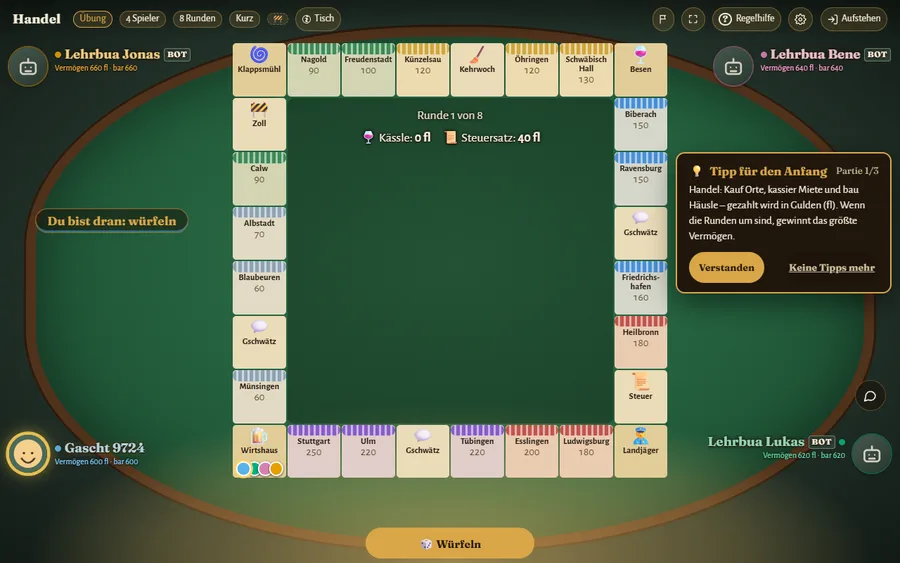 Handel
Übung
4 Spieler
8 Runden
Kurz
Tisch
Regelhilfe
Aufstehen
Lehrbua Jonas BOT
Vermögen 660 fl · bar 660
Lehrbua Bene BOT
Vermögen 640 fl · bar 640
Klappsmühl
Nagold
90
Freudenstadt
100
Künzelsau
120
Kehrwoch
Öhringen
120
Schwäbisch
Hall
130
Besen
Zoll
Biberach
150
Runde 1 von 8
Kässle: 0 fl
Steuersatz: 40 fl
Calw
90
Ravensburg
150
Tipp für den Anfang
Partie 1/3
Handel: Kauf Orte, kassier Miete und bau
Häusle – gezahlt wird in Gulden (fl). Wenn
die Runden um sind, gewinnt das größte
Vermögen.
Verstanden
Keine Tipps mehr
Du bist dran: würfeln
Albstadt
70
Gschwätz
Blaubeuren
60
Friedrichs-
hafen
160
Gschwätz
Heilbronn
180
Münsingen
60
Steuer
Wirtshaus
Stuttgart
250
Ulm
220
Gschwätz
Tübingen
220
Esslingen
200
Ludwigsburg
180
Landjäger
Gascht 9724
Vermögen 600 fl · bar 600
Lehrbua Lukas BOT
Vermögen 620 fl · bar 620
Würfeln